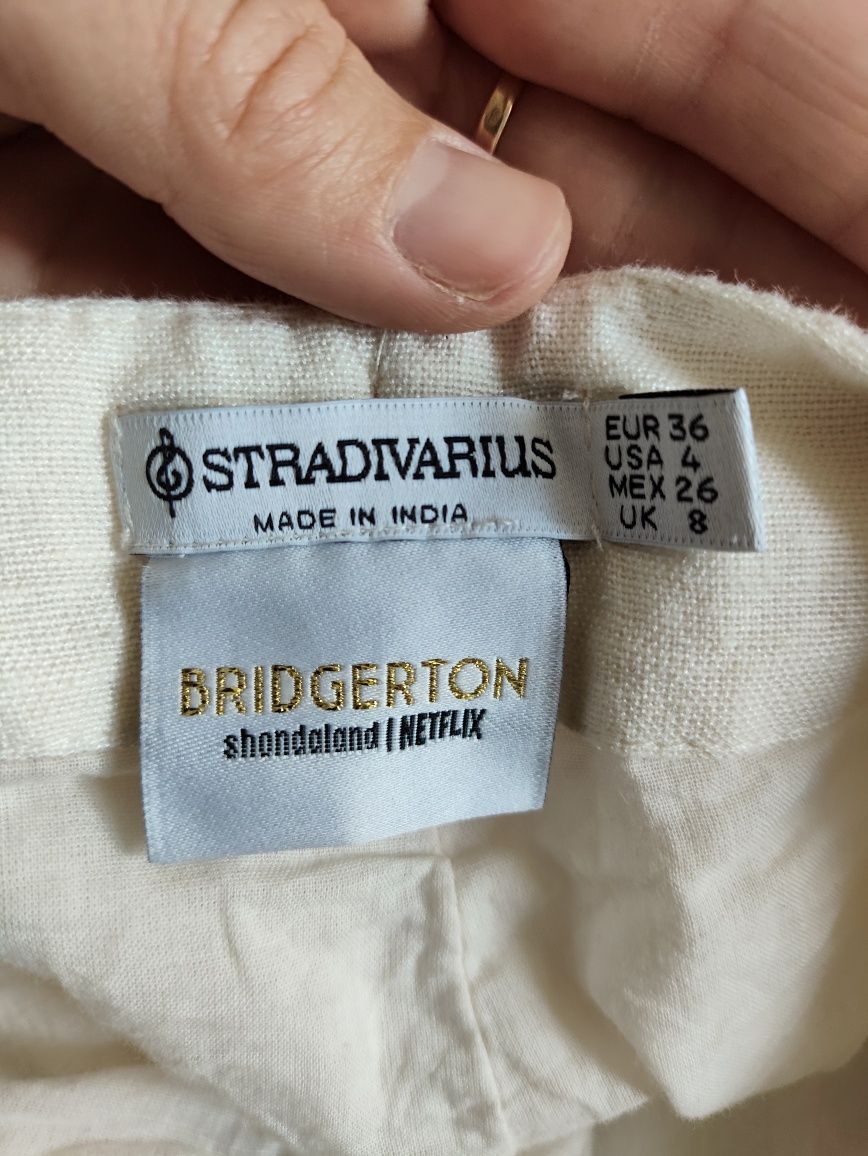 STRADIVARIUS
MADE IN INDIA
EUR 36
USA 4
MEX 26
UK 8
BRIDGERTON
shondaland | NETFLIX